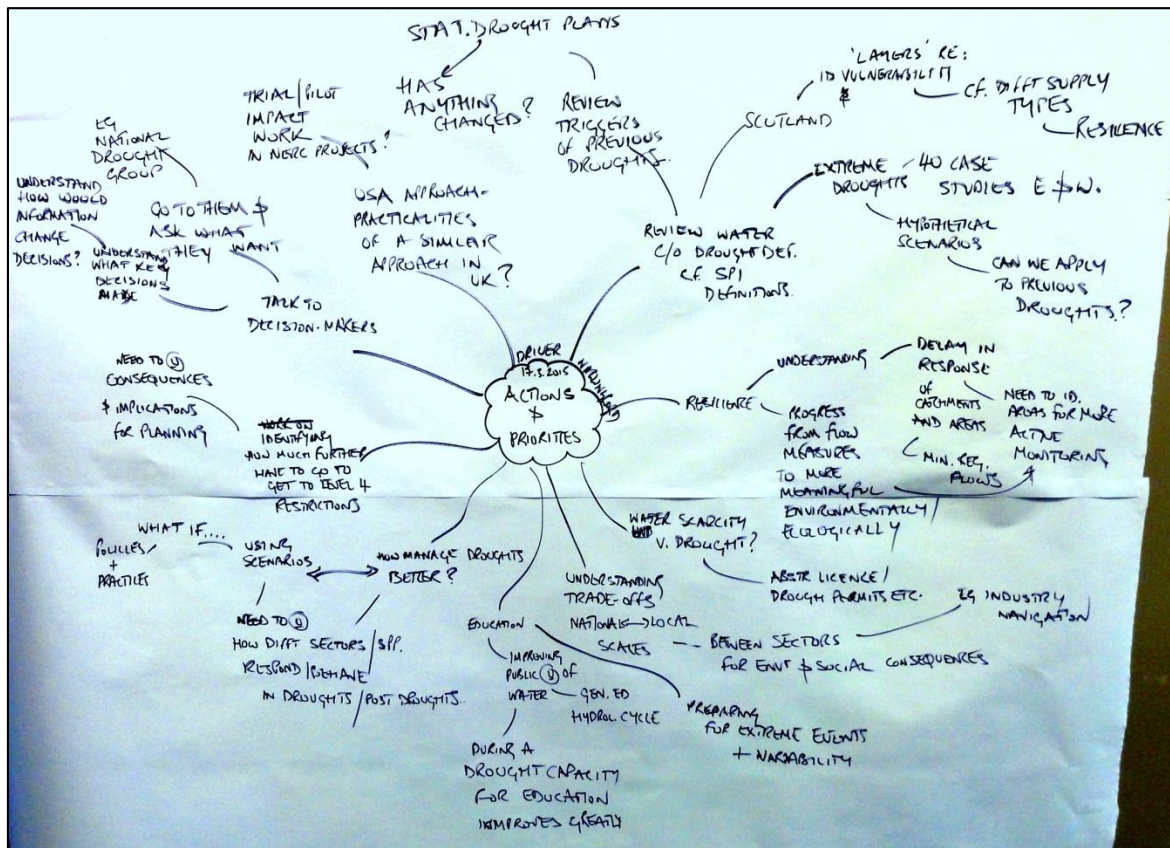 STAT. DROUGHT PLANS
HAS
ANYTHING
CHANGED?
REVIEW
TRIGGERS
OF PREVIOUS
DROUGHTS.
'LAYERS' RE:
ID VULNERABILITY
SCOTLAND
CF. DIFFT SUPPLY
TYPES
RESILIENCE
EXTREME
DROUGHTS
40 CASE
STUDIES E & W.
HYPOTHETICAL
SCENARIOS
CAN WE APPLY
TO PREVIOUS
DROUGHTS?
REVIEW WATER
C/O DROUGHT DEF.
CF. SPI
DEFINITIONS.
TRIAL/PILOT
IMPACT
WORK
IN NERC PROJECTS?
USA APPROACH-
PRACTICALITIES
OF A SIMILAR
APPROACH IN
UK?
EG
NATIONAL
DROUGHT
GROUP
GO TO THEM &
ASK WHAT
THEY WANT
UNDERSTAND
HOW WOULD
INFORMATION
CHANGE
DECISIONS?
UNDERSTAND
WHAT KEY
DECISIONS
MADE
TALK TO
DECISION-MAKERS
DRIVER
17.3.2015
ACTIONS
&
PRIORITIES
NEED TO U
CONSEQUENCES
& IMPLICATIONS
FOR PLANNING
WORK ON
IDENTIFYING
HOW MUCH FURTHER
HAVE TO GO TO
GET TO LEVEL 4
RESTRICTIONS
RESILIENCE
UNDERSTANDING
DELAY IN
RESPONSE
OF
CATCHMENTS
AND AREAS
MIN. REQ.
FLOWS
NEED TO ID.
AREAS FOR MORE
ACTIVE
MONITORING
PROGRESS
FROM FLOW
MEASURES
TO MORE
MEANINGFUL
ENVIRONMENTALLY/
ECOLOGICALLY
WATER SCARCITY
V. DROUGHT?
ABSTR LICENCE/
DROUGH PERMITS ETC.
UNDERSTANDING
TRADE-OFFS
NATIONAL ↔ LOCAL
SCALES
BETWEEN SECTORS
FOR ENVT & SOCIAL CONSEQUENCES
EG INDUSTRY
NAVIGATION
EDUCATION
IMPROVING
PUBLIC U OF
WATER
GEN. ED
HYDROL CYCLE
DURING A
DROUGHT CAPACITY
FOR EDUCATION
IMPROVES GREATLY
PREPARING
FOR EXTREME EVENTS
+ VARIABILITY
HOW MANAGE DROUGHTS
BETTER?
USING
SCENARIOS
WHAT IF....
POLICIES
+
PRACTICES
NEED TO U
HOW DIFFT SECTORS/SPP.
RESPOND/BEHAVE
IN DROUGHTS/POST DROUGHTS..